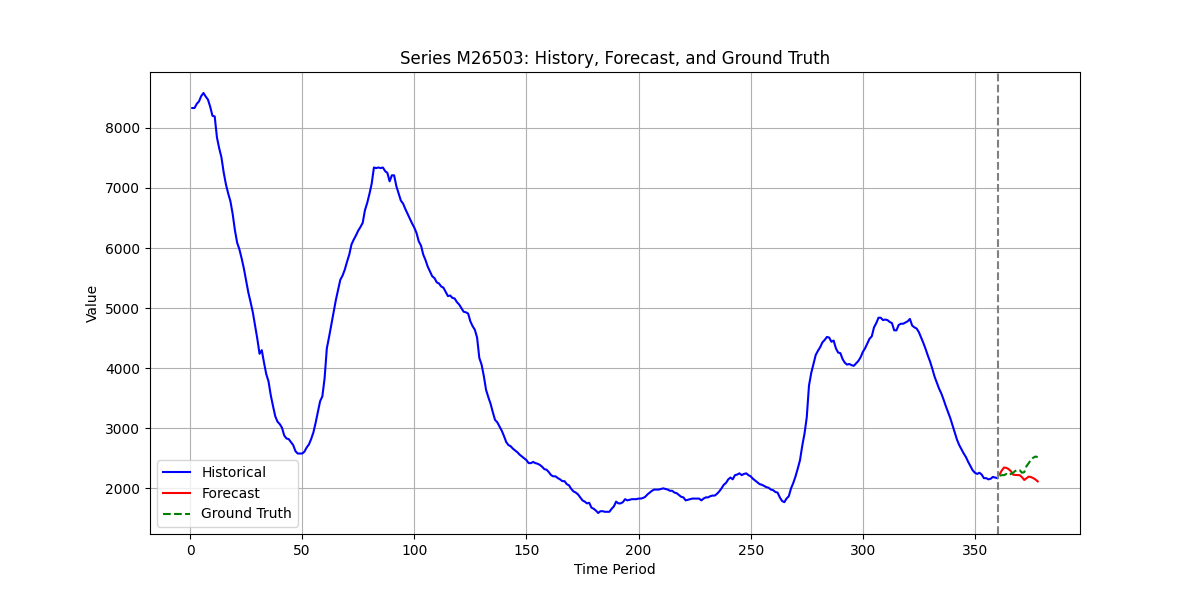 Series M26503: History, Forecast, and Ground Truth
8000
7000
6000
5000
4000
3000
2000
Value
Historical
Forecast
Ground Truth
0 50 100 150 200 250 300 350
Time Period